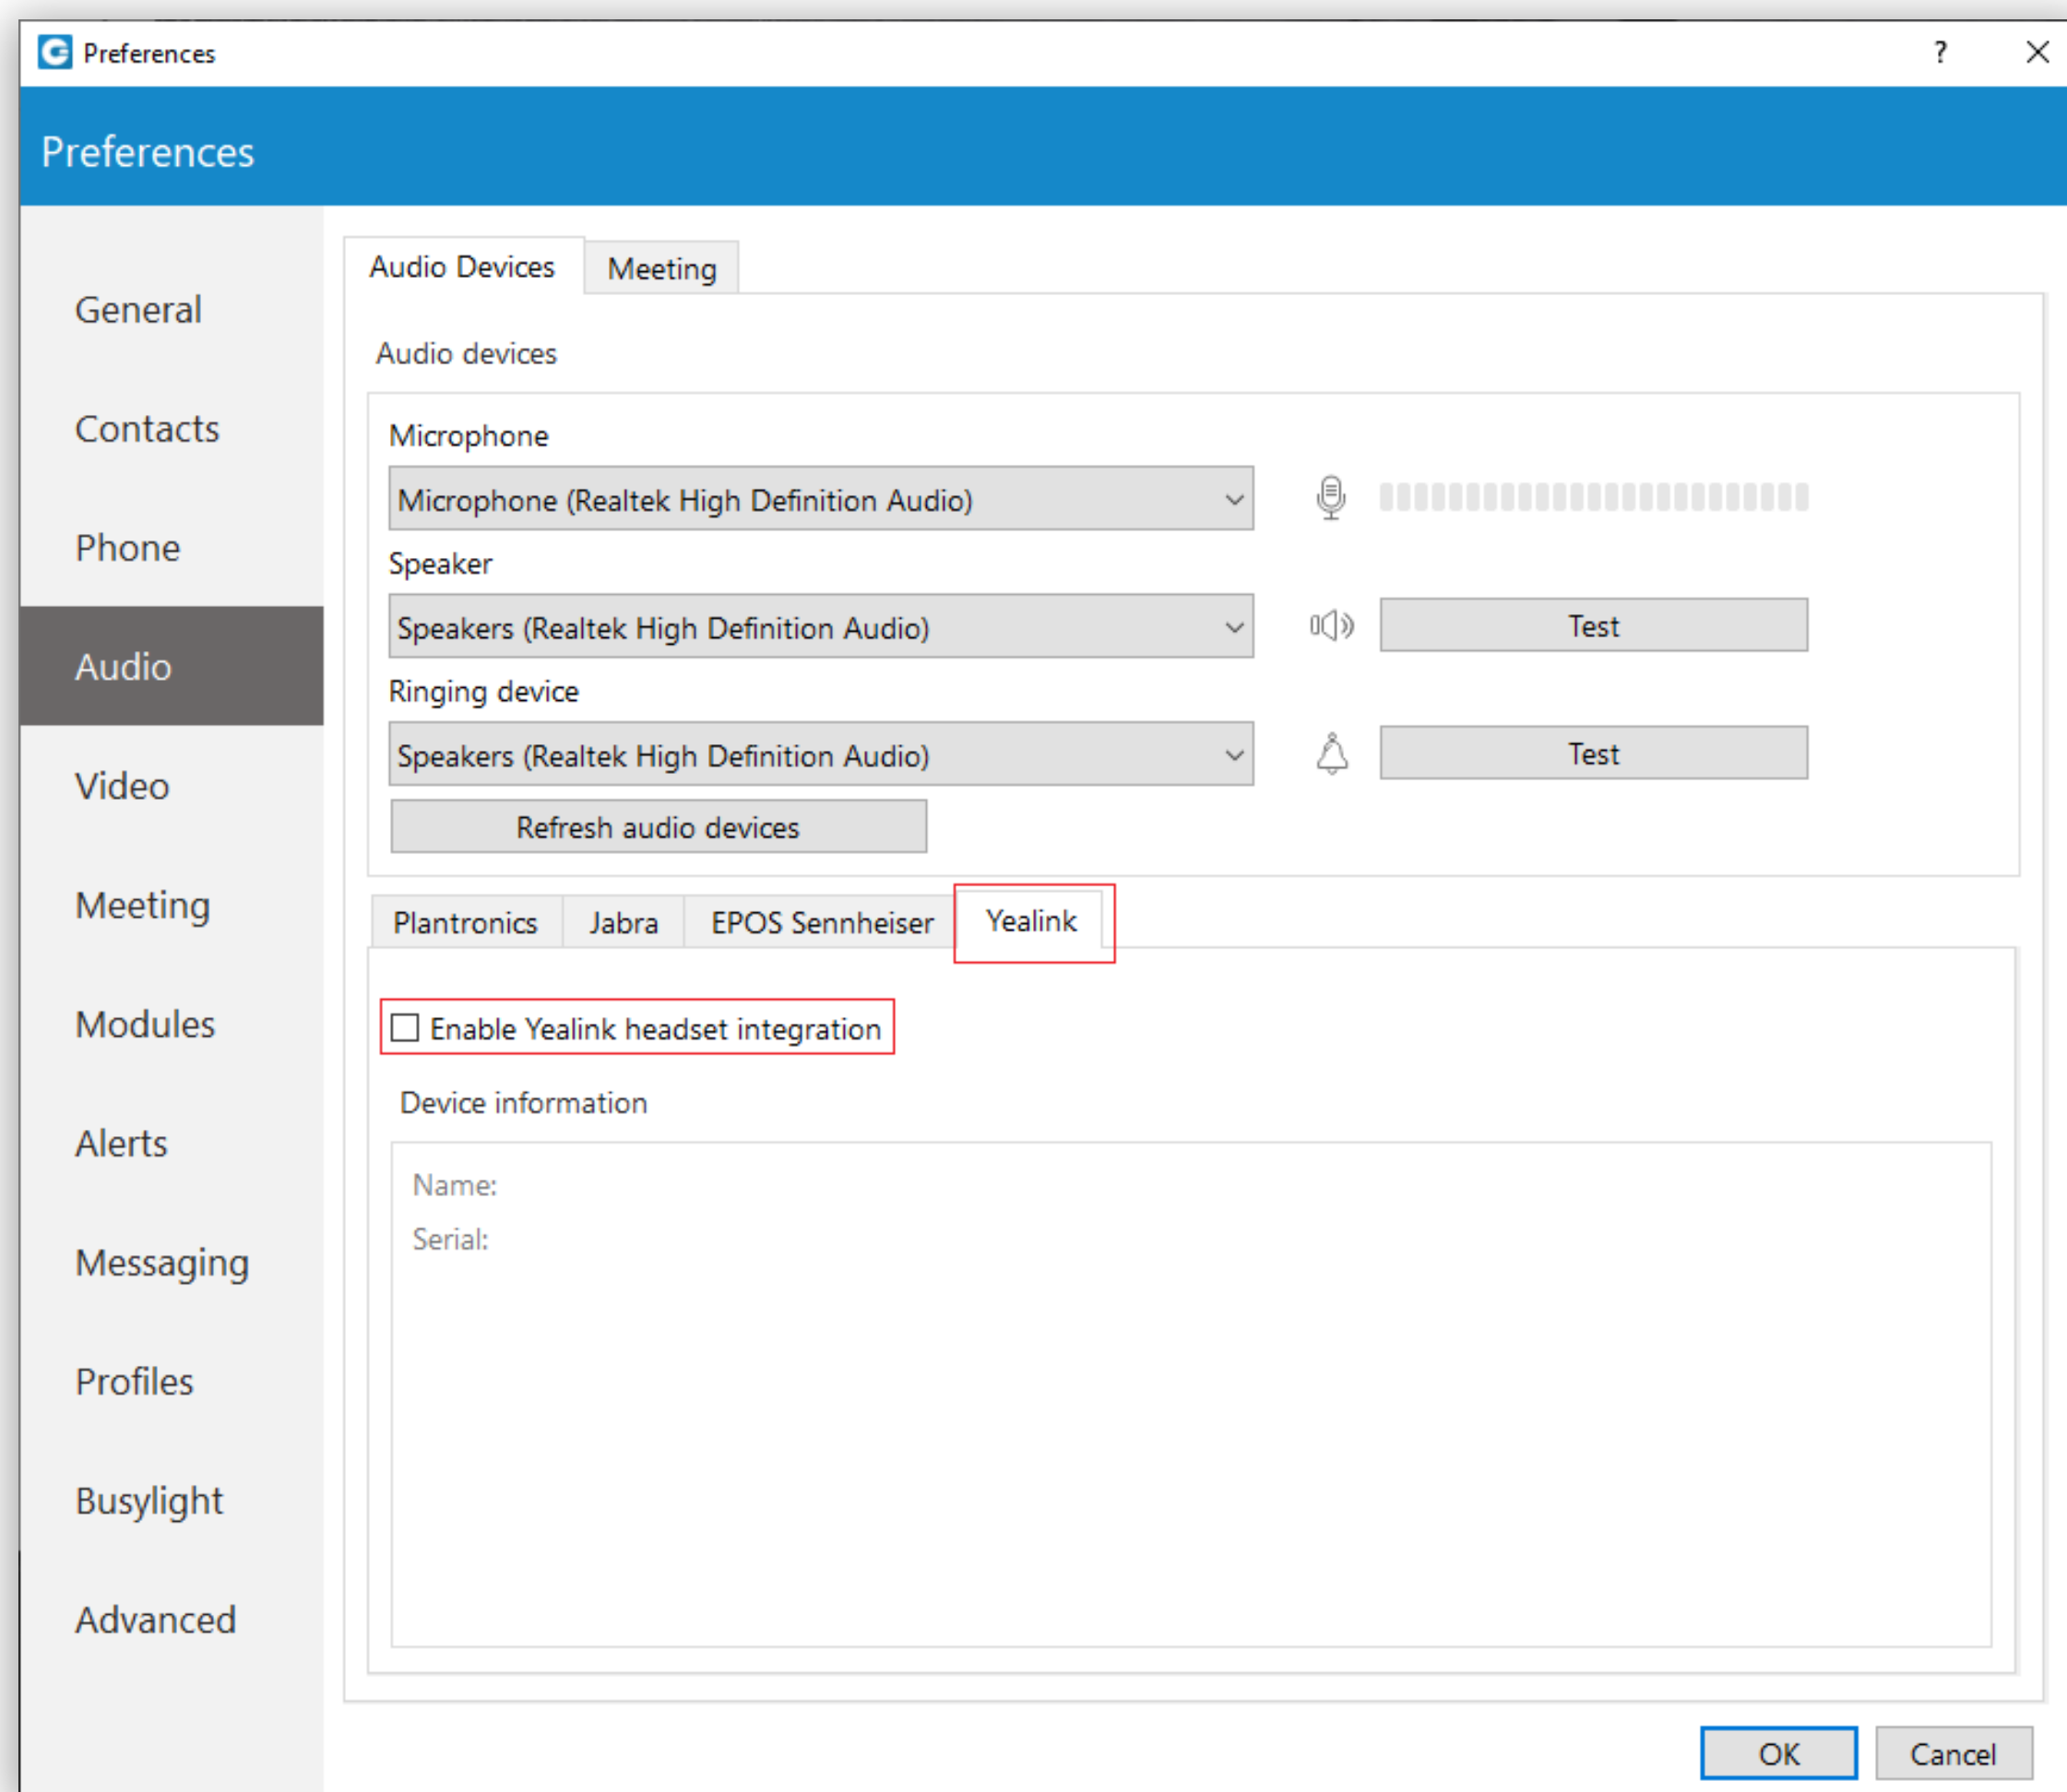 Preferences
?
Preferences
General
Contacts
Phone
Audio
Video
Meeting
Modules
Alerts
Messaging
Profiles
Busylight
Advanced
Audio Devices Meeting
Audio devices
Microphone
Microphone (Realtek High Definition Audio)
Speaker
Speakers (Realtek High Definition Audio) Test
Ringing device
Speakers (Realtek High Definition Audio) Test
Refresh audio devices
Plantronics Jabra EPOS Sennheiser Yealink
Enable Yealink headset integration
Device information
Name:
Serial:
OK Cancel